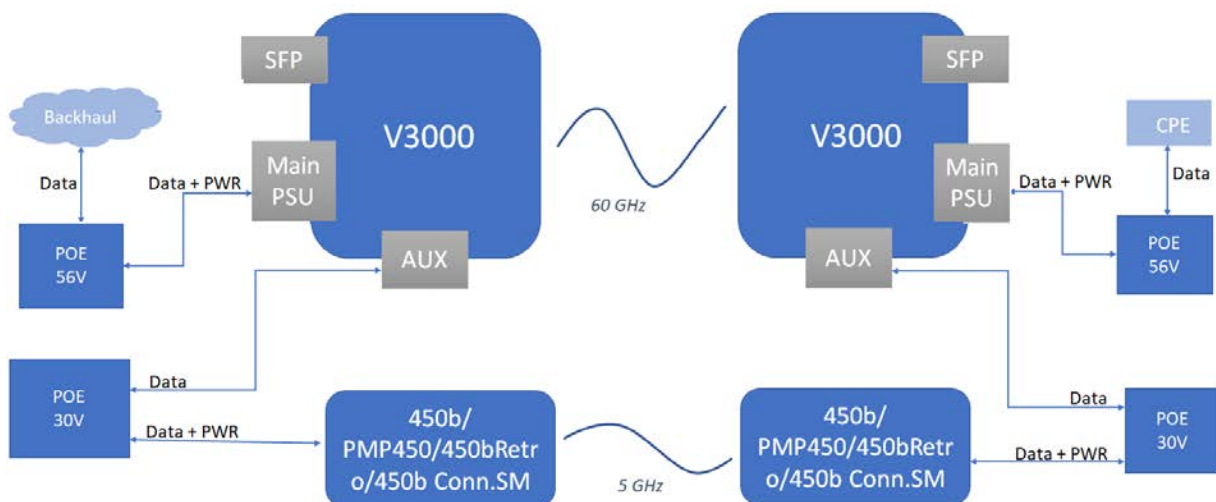 SFP
SFP
Backhaul
V3000
V3000
CPE
Main
PSU
Main
PSU
Data
Data + PWR
Data + PWR
Data
60 GHz
POE
56V
POE
56V
AUX
AUX
POE
30V
Data
Data
POE
30V
Data + PWR
450b/
PMP450/450bRetr
o/450b Conn.SM
450b/
PMP450/450bRetr
o/450b Conn.SM
Data + PWR
5 GHz